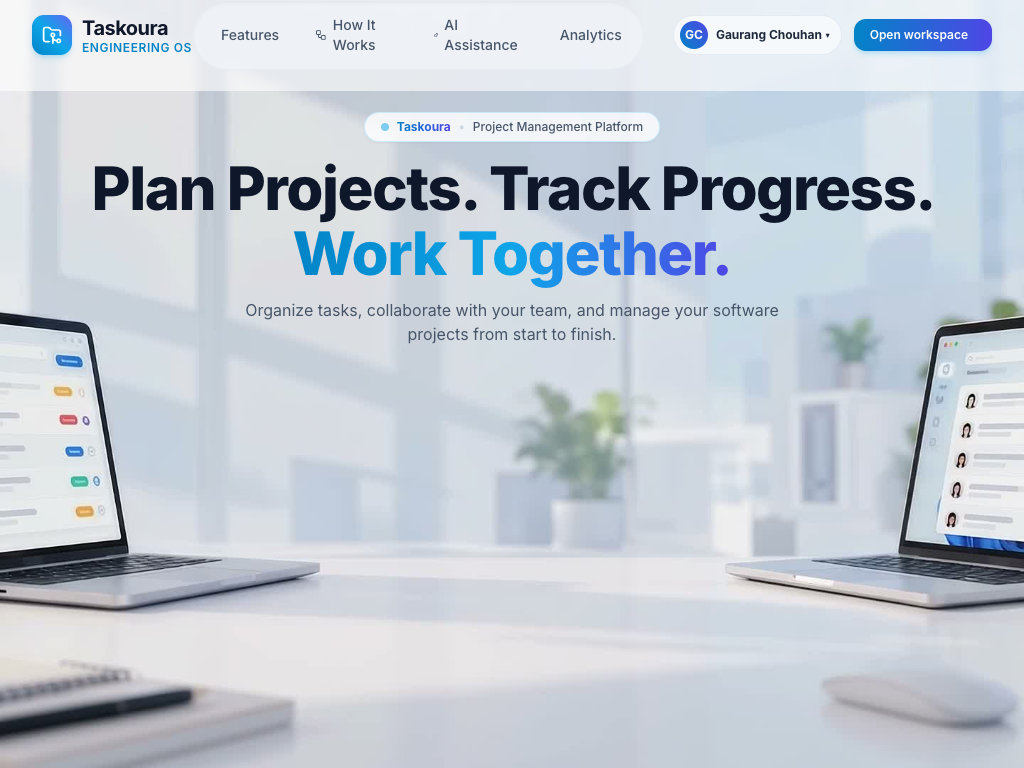 Taskoura
ENGINEERING OS
Features
How It
Works
AI
Assistance
Analytics
GC
Gaurang Chouhan ▾
Open workspace
Taskoura • Project Management Platform
Plan Projects. Track Progress.
Work Together.
Organize tasks, collaborate with your team, and manage your software
projects from start to finish.